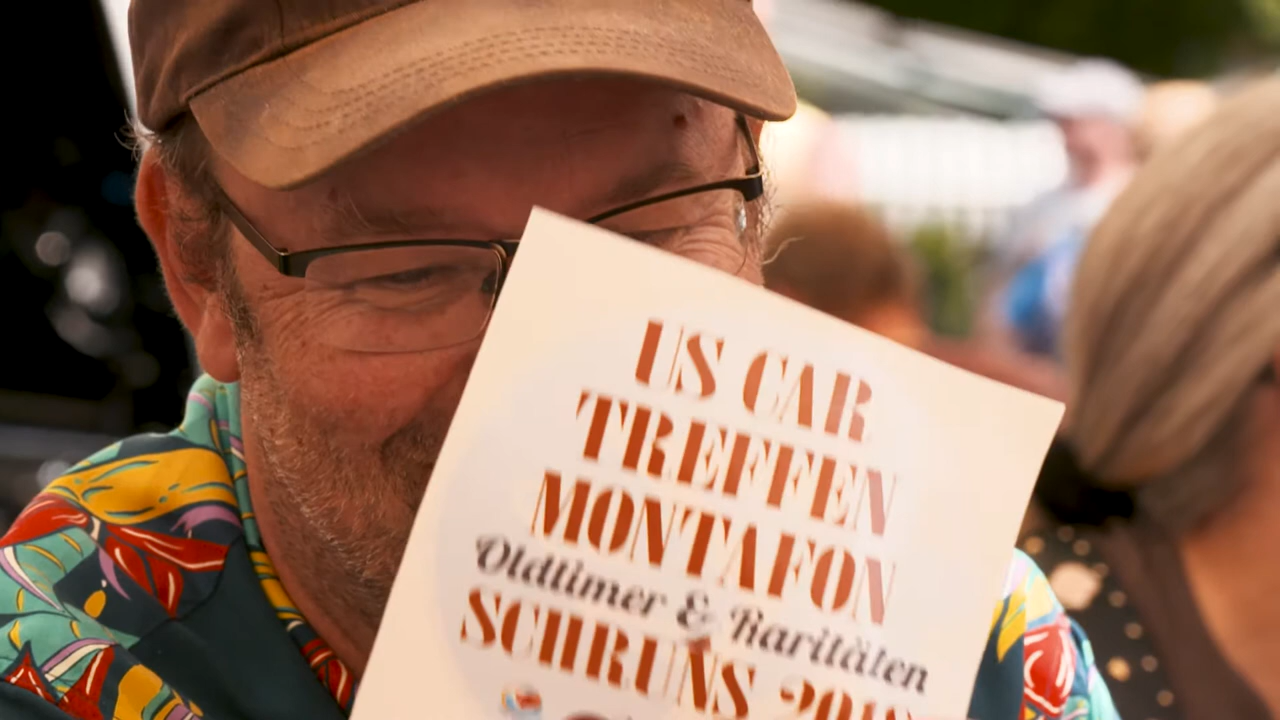 US CAR
TREFFEN
MONTAFON
Oldtimer & Raritäten
SCHRUNS